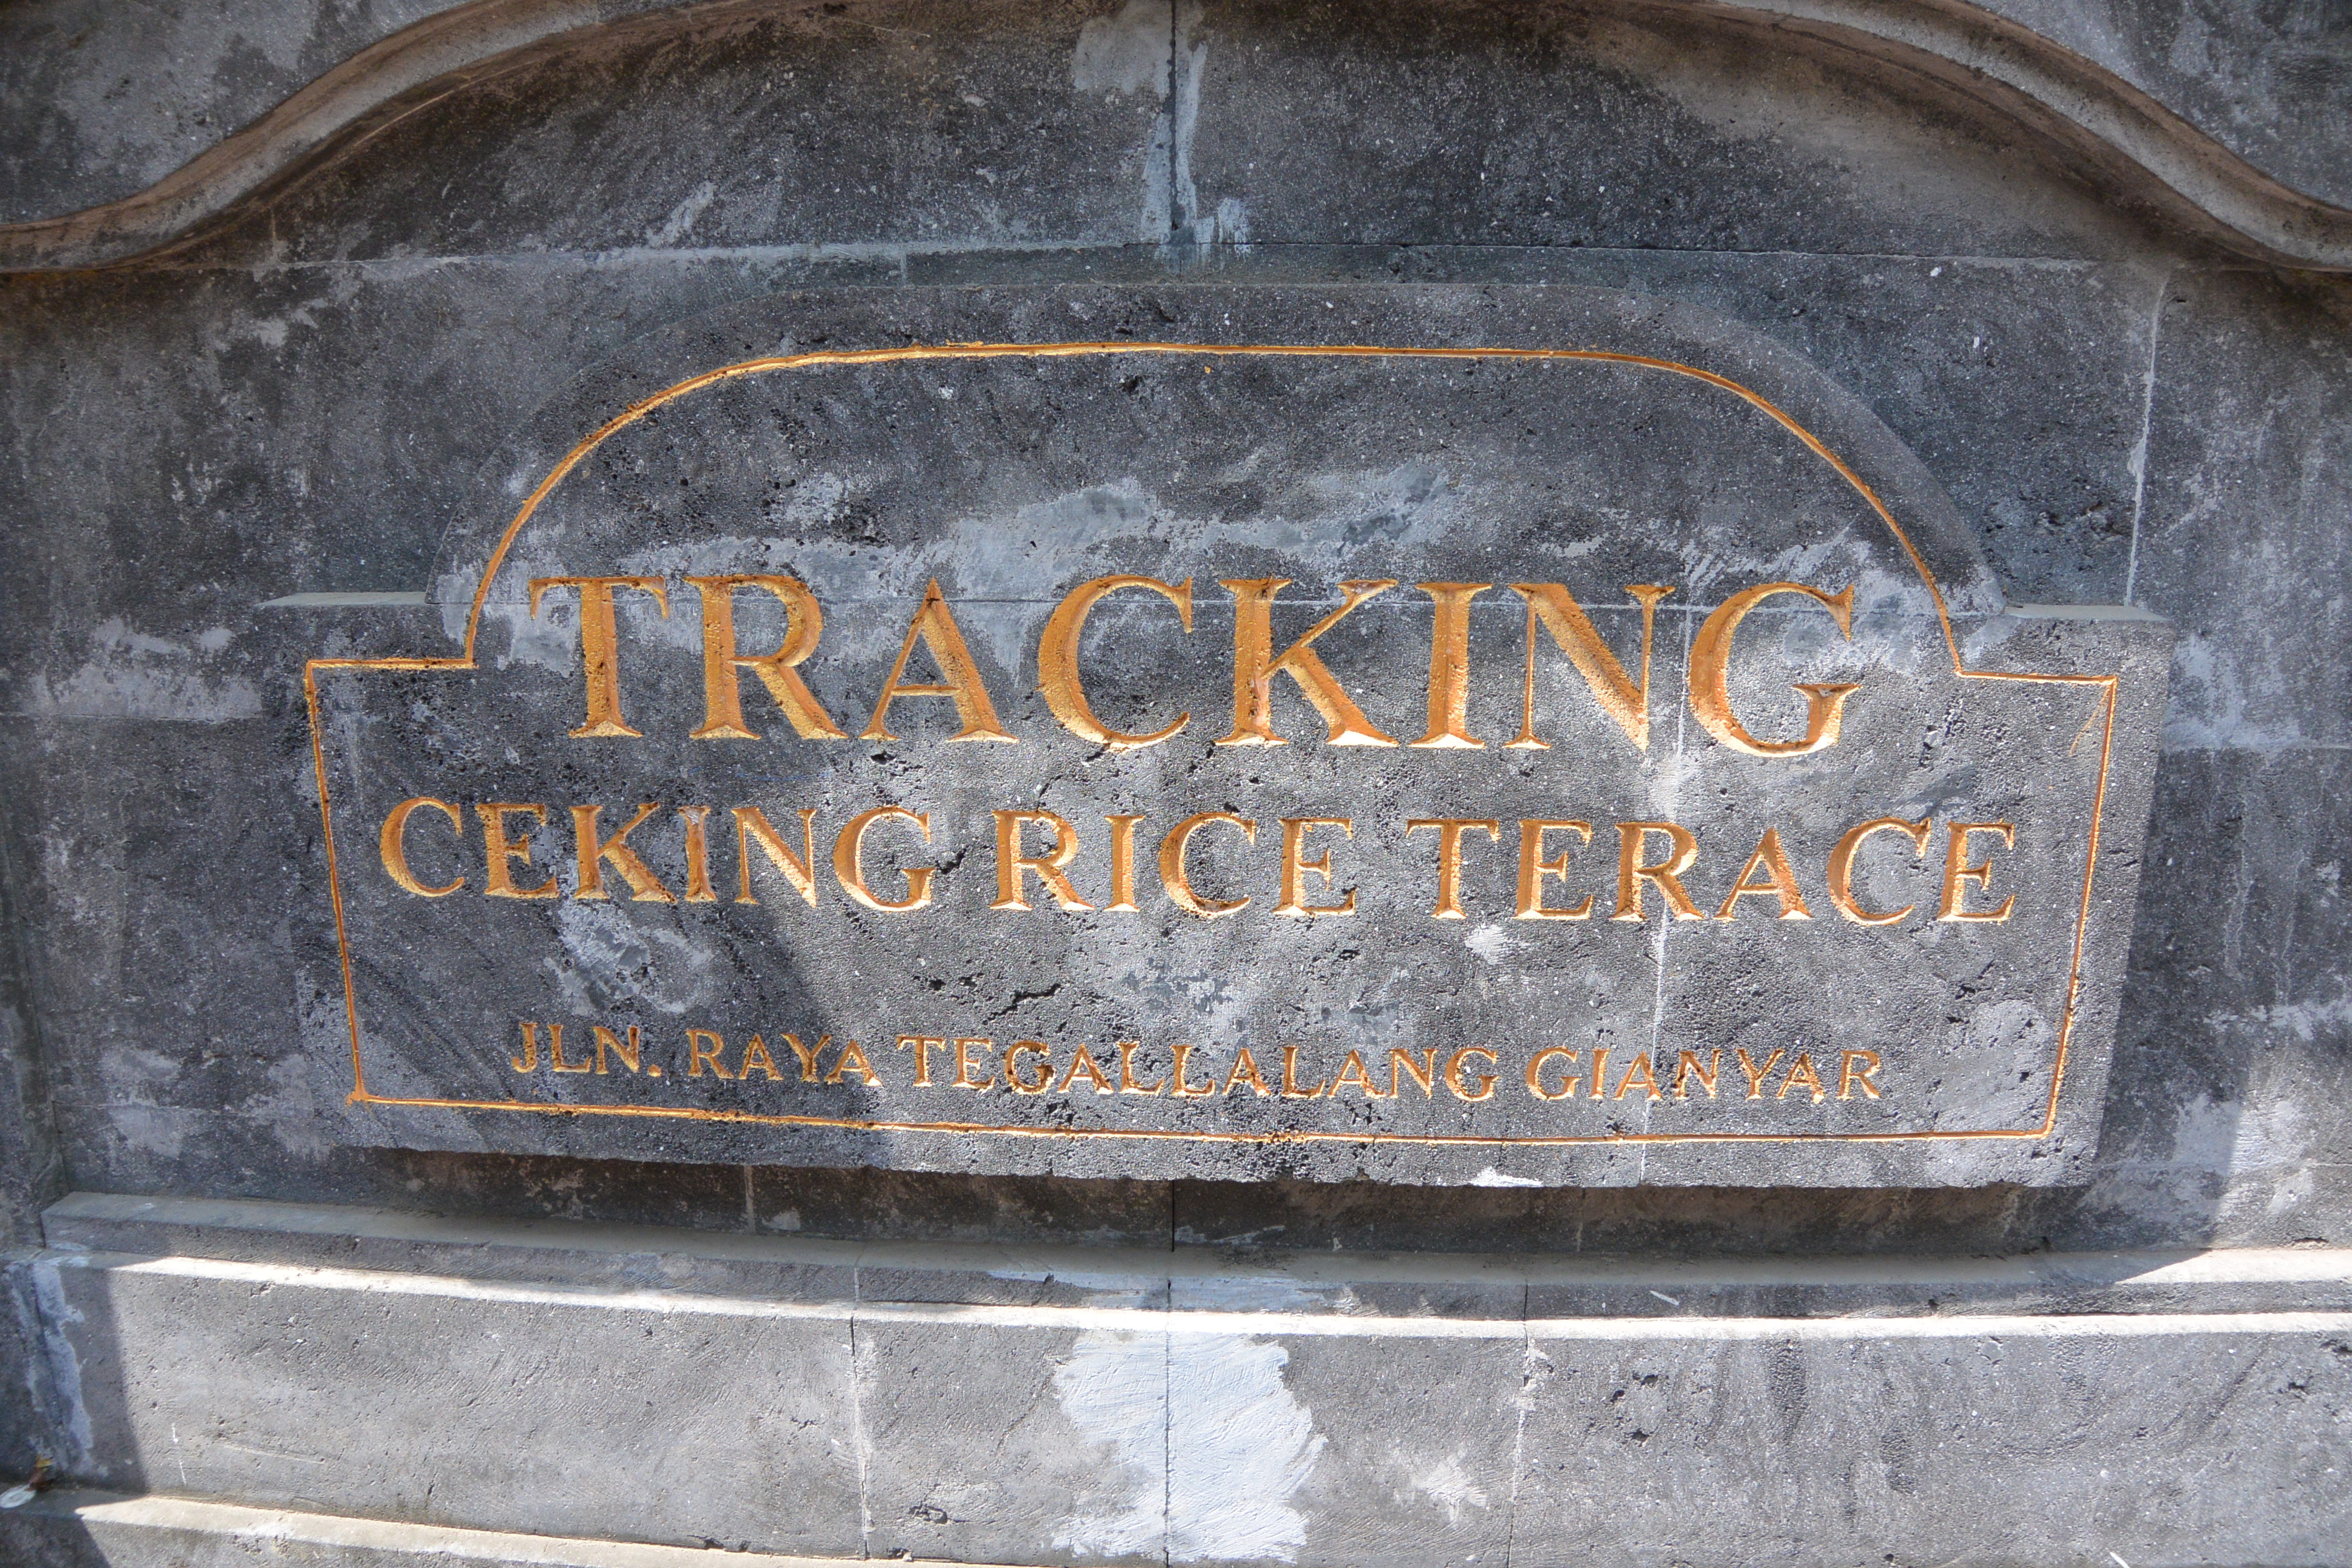 TRACKING
CEKING RICE TERACE
JLN. RAYA TEGALLALANG GIANYAR